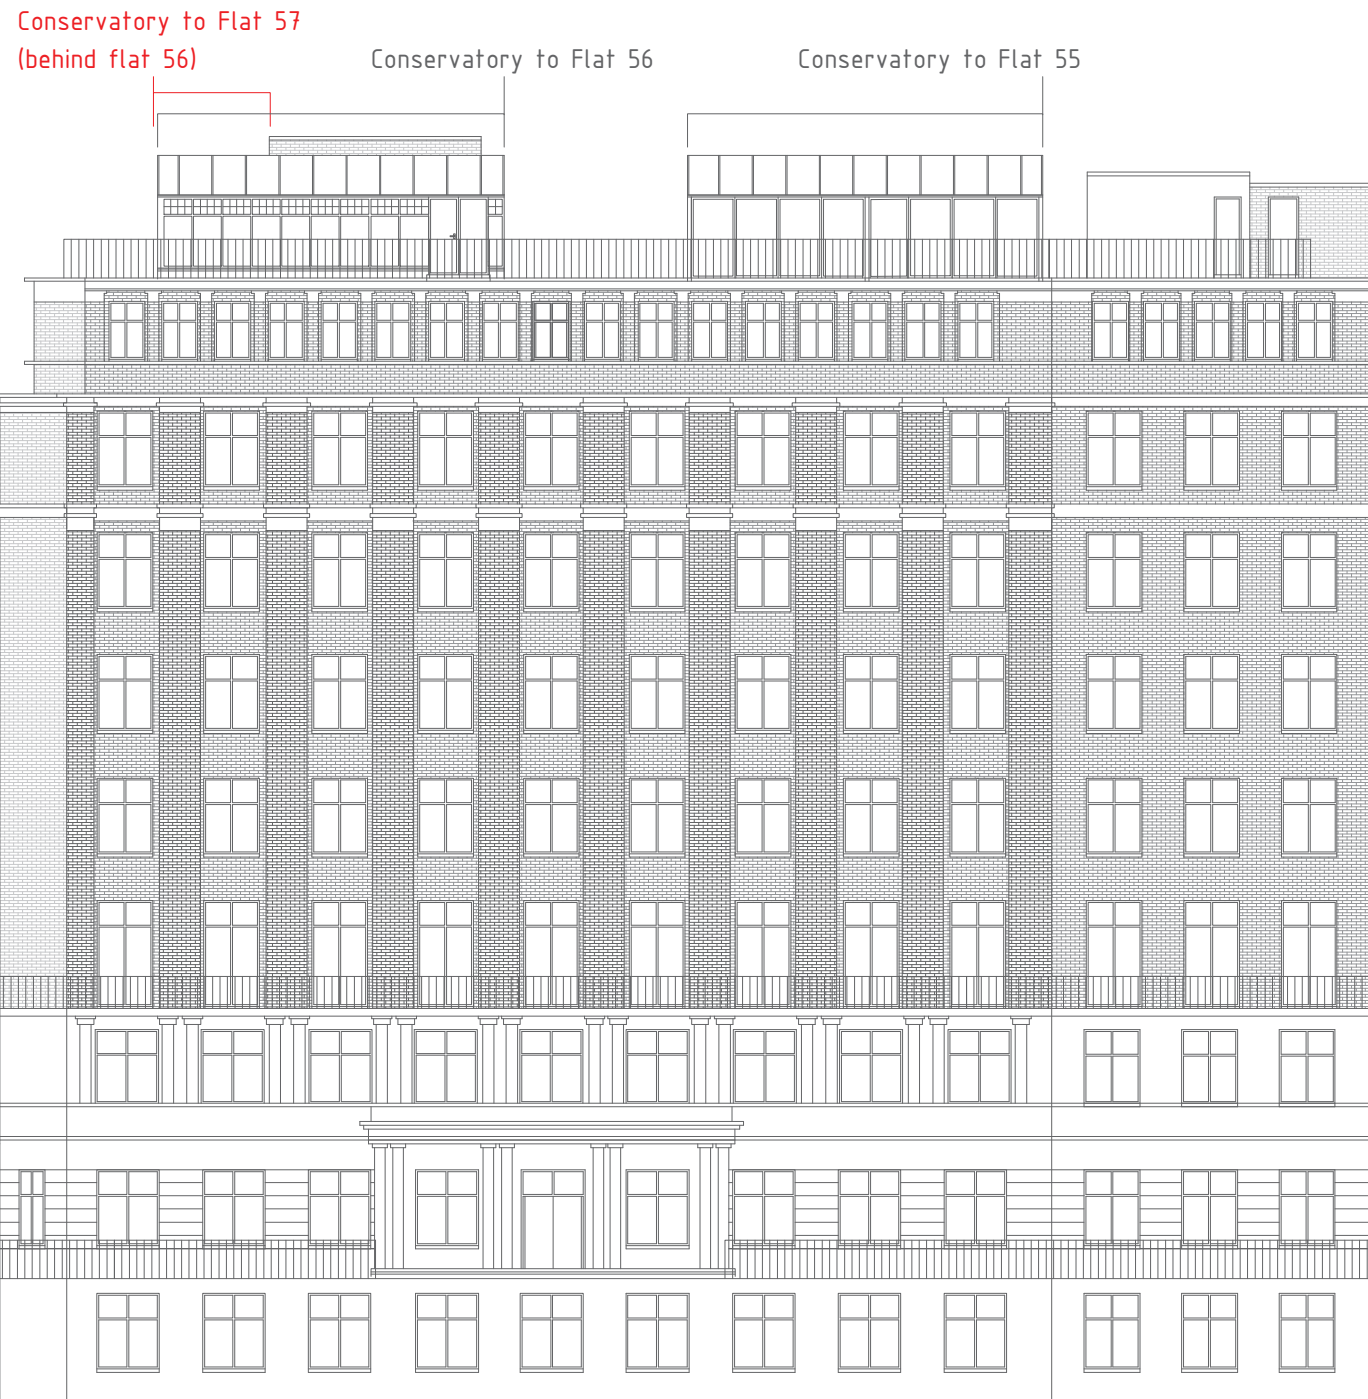 Conservatory to Flat 57
(behind flat 56)
Conservatory to Flat 56
Conservatory to Flat 55